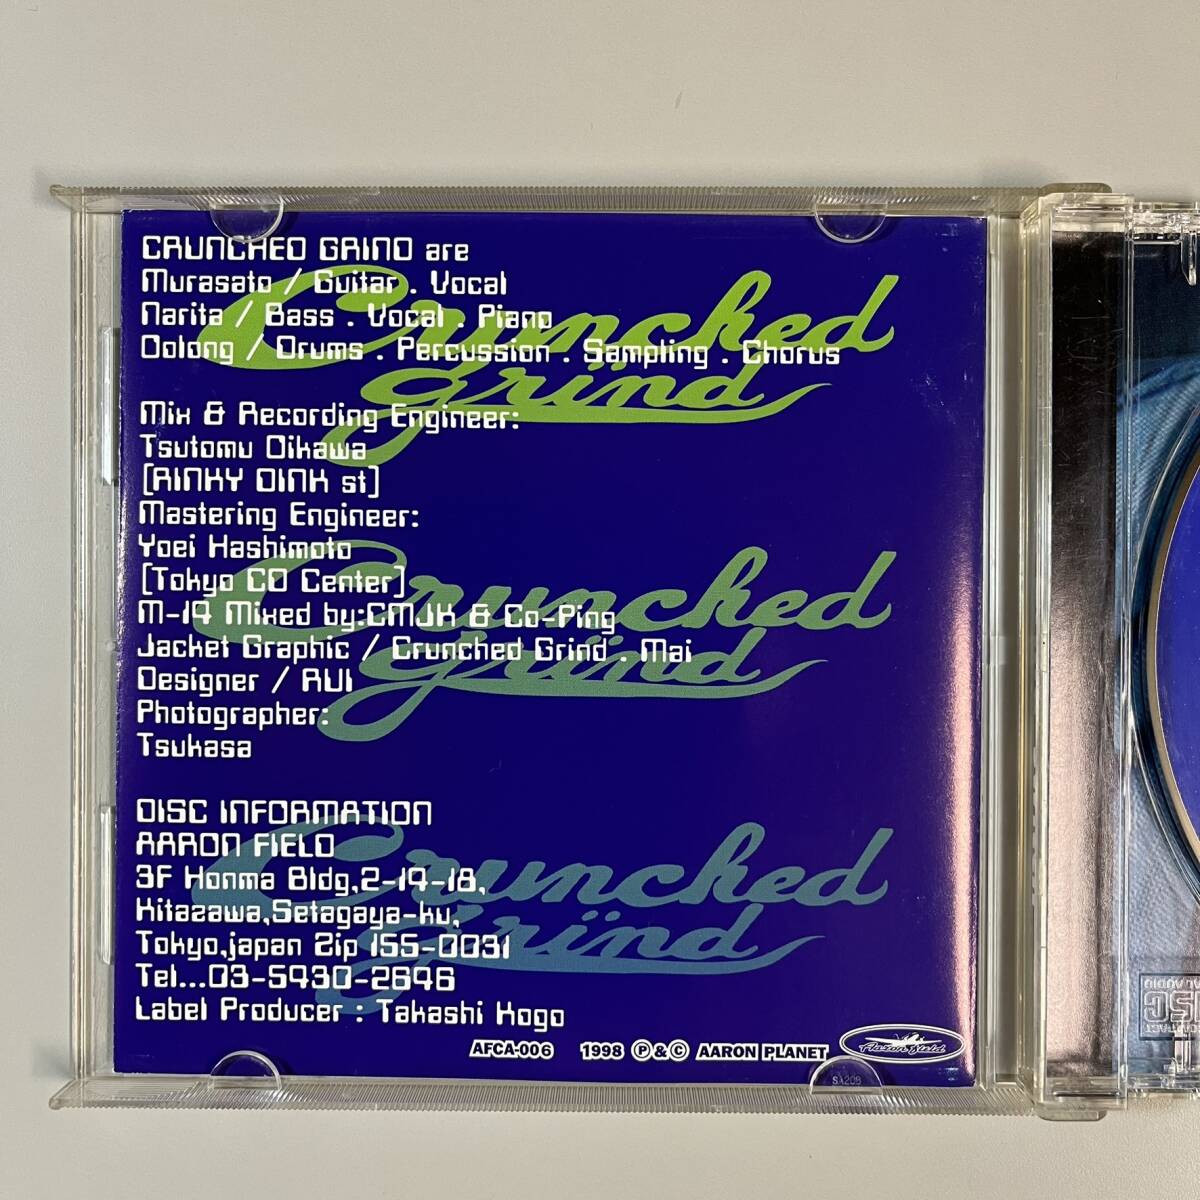 CRUNCHED GRIND are
Murasato / Guitar . Vocal
Narita / Bass . Vocal . Piano
Oolong / Drums . Percussion . Sampling . Chorus
Crunched
grind
Mix & Recording Engineer:
Tsutomu Oikawa
[RINKY DINK st]
Mastering Engineer:
Yoei Hashimoto
[Tokyo CD Center]
M-14 Mixed by:CMJK & Co-Ping
Jacket Graphic / Crunched Grind . Mai
Designer / RUI
Photographer:
Tsukasa
Crunched
grind
DISC INFORMATION
AARON FIELD
3F Honma Bldg,2-14-18,
Kitazawa,Setagaya-ku,
Tokyo,japan Zip 155-0031
Tel...03-5430-2646
Label Producer : Takashi Kogo
Crunched
grind
AFCA-006 1998 Ⓟ&Ⓒ AARON PLANET
Aaron field